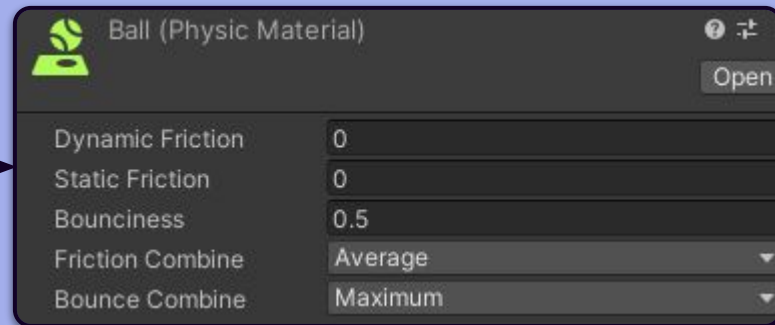 Ball (Physic Material)
Open
Dynamic Friction 0
Static Friction 0
Bounciness 0.5
Friction Combine Average
Bounce Combine Maximum